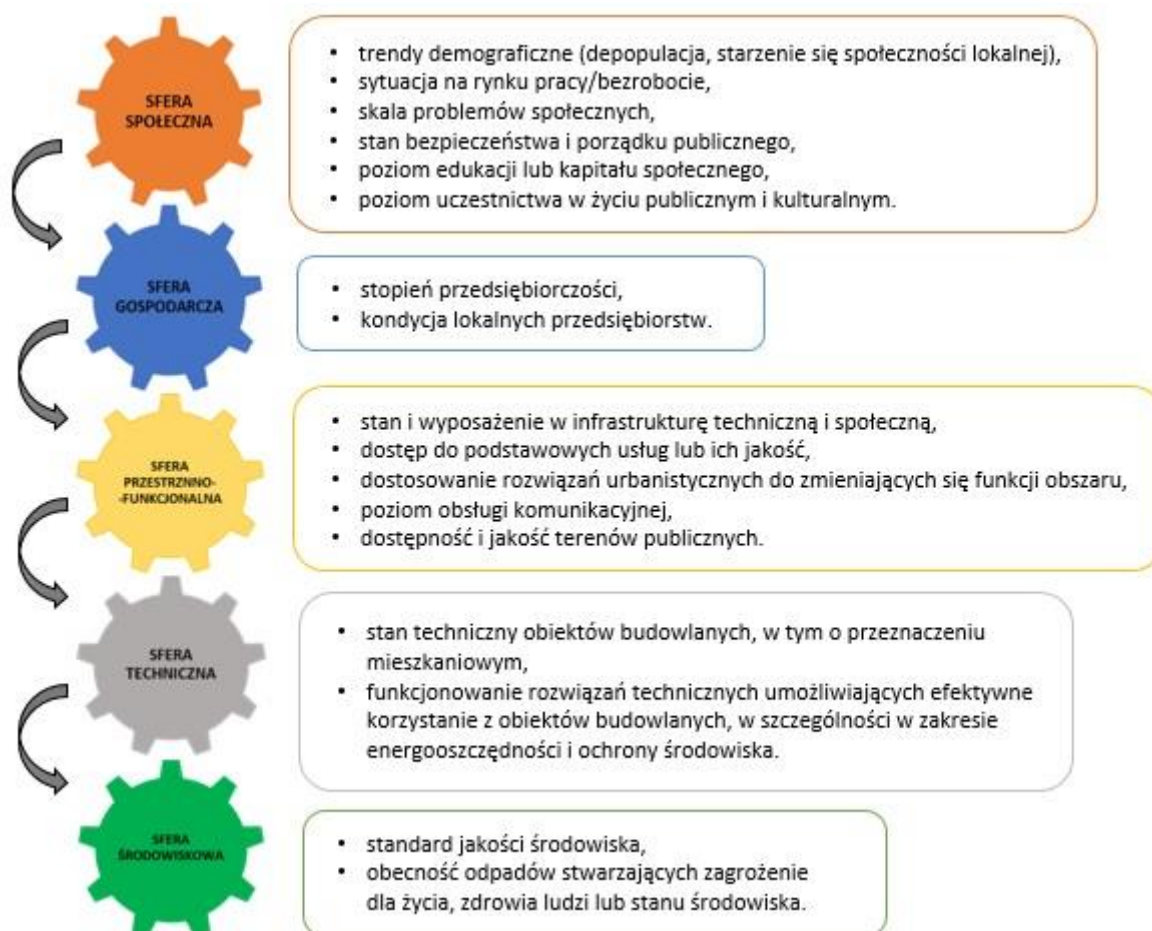 SFERA
SPOŁECZNA
• trendy demograficzne (depopulacja, starzenie się społeczności lokalnej),
• sytuacja na rynku pracy/bezrobocie,
• skala problemów społecznych,
• stan bezpieczeństwa i porządku publicznego,
• poziom edukacji lub kapitału społecznego,
• poziom uczestnictwa w życiu publicznym i kulturalnym.
SFERA
GOSPODARCZA
• stopień przedsiębiorczości,
• kondycja lokalnych przedsiębiorstw.
SFERA
PRZESTRZNNO-
-FUNKCJONALNA
• stan i wyposażenie w infrastrukturę techniczną i społeczną,
• dostęp do podstawowych usług lub ich jakość,
• dostosowanie rozwiązań urbanistycznych do zmieniających się funkcji obszaru,
• poziom obsługi komunikacyjnej,
• dostępność i jakość terenów publicznych.
SFERA
TECHNICZNA
• stan techniczny obiektów budowlanych, w tym o przeznaczeniu
mieszkaniowym,
• funkcjonowanie rozwiązań technicznych umożliwiających efektywne
korzystanie z obiektów budowlanych, w szczególności w zakresie
energooszczędności i ochrony środowiska.
SFERA
ŚRODOWISKOWA
• standard jakości środowiska,
• obecność odpadów stwarzających zagrożenie
dla życia, zdrowia ludzi lub stanu środowiska.